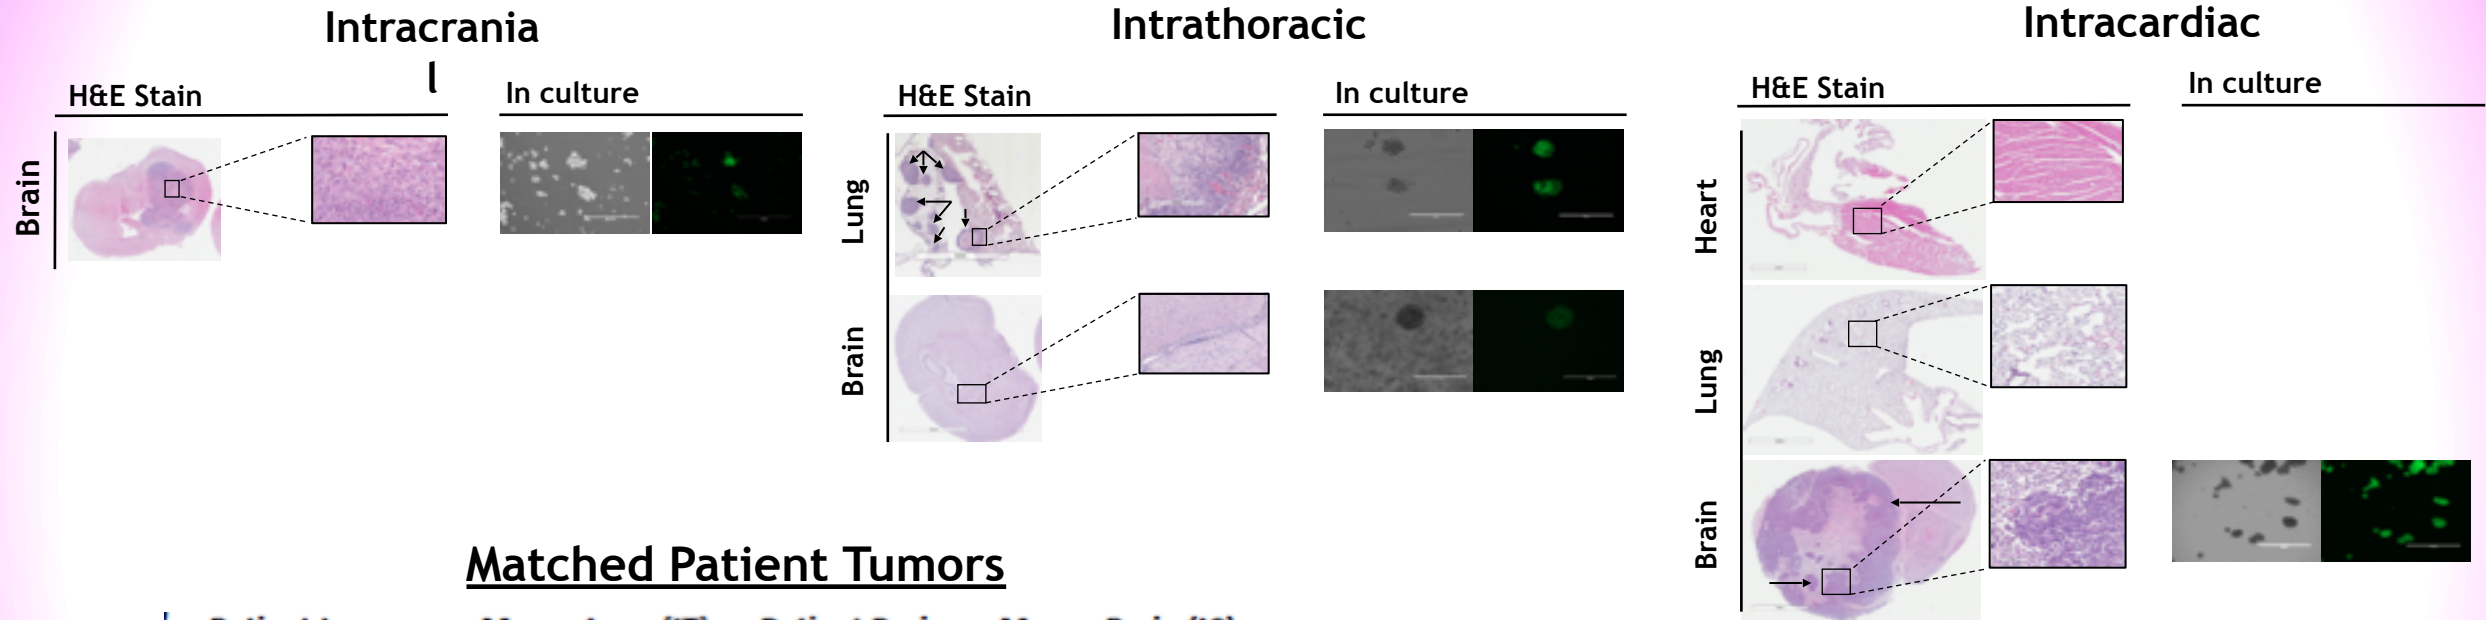 Intracrania
l
H&E Stain
In culture
Brain
Intrathoracic
H&E Stain
In culture
Lung
Brain
Intracardiac
H&E Stain
In culture
Heart
Lung
Brain
Matched Patient Tumors